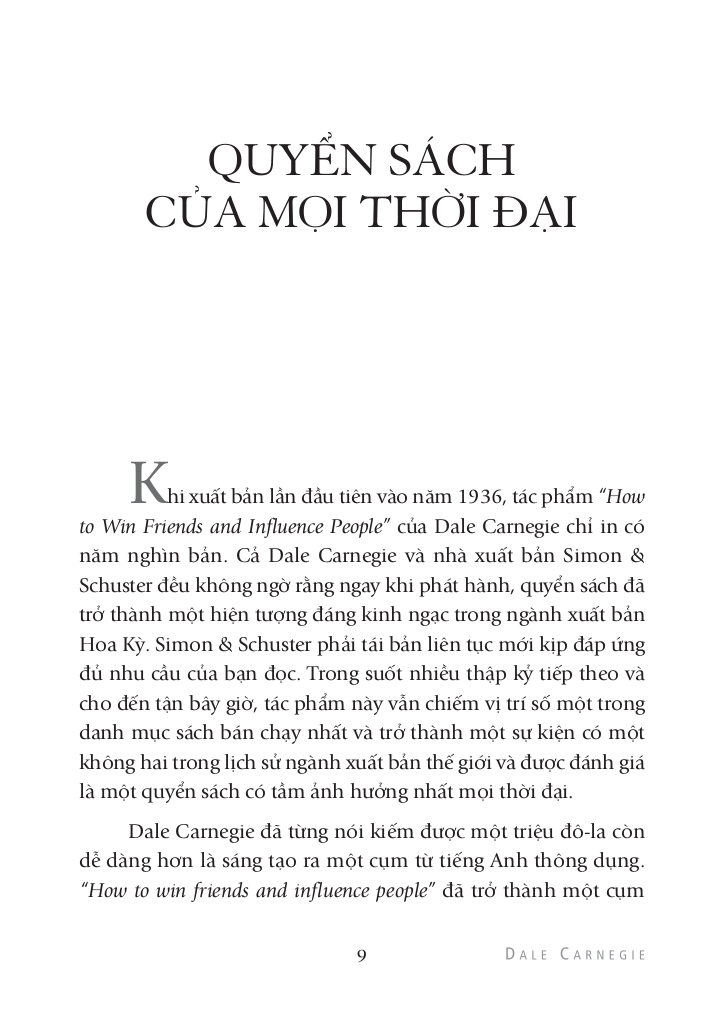 QUYỂN SÁCH
CỦA MỌI THỜI ĐẠI
Khi xuất bản lần đầu tiên vào năm 1936, tác phẩm “How
to Win Friends and Influence People” của Dale Carnegie chỉ in có
năm nghìn bản. Cả Dale Carnegie và nhà xuất bản Simon &
Schuster đều không ngờ rằng ngay khi phát hành, quyển sách đã
trở thành một hiện tượng đáng kinh ngạc trong ngành xuất bản
Hoa Kỳ. Simon & Schuster phải tái bản liên tục mới kịp đáp ứng
đủ nhu cầu của bạn đọc. Trong suốt nhiều thập kỷ tiếp theo và
cho đến tận bây giờ, tác phẩm này vẫn chiếm vị trí số một trong
danh mục sách bán chạy nhất và trở thành một sự kiện có một
không hai trong lịch sử ngành xuất bản thế giới và được đánh giá
là một quyển sách có tầm ảnh hưởng nhất mọi thời đại.
Dale Carnegie đã từng nói kiếm được một triệu đô-la còn
dễ dàng hơn là sáng tạo ra một cụm từ tiếng Anh thông dụng.
“How to win friends and influence people” đã trở thành một cụm
9 DALE CARNEGIE